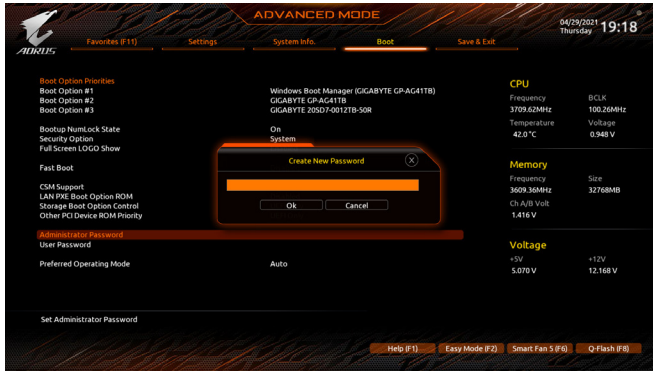 ADVANCED MODE
04/29/2021
Thursday
19:18
AORUS
Favorites (F11)
Settings
System Info.
Boot
Save & Exit
Boot Option Priorities
Boot Option #1 Windows Boot Manager (GIGABYTE GP-AG41TB)
Boot Option #2 GIGABYTE GP-AG41TB
Boot Option #3 GIGABYTE 20SD7-0012TB-50R
Bootup NumLock State On
Security Option System
Full Screen LOGO Show
Fast Boot
CSM Support
LAN PXE Boot Option ROM
Storage Boot Option Control
Other PCI Device ROM Priority
Administrator Password
User Password
Preferred Operating Mode Auto
Create New Password
Ok
Cancel
CPU
Frequency BCLK
3709.62MHz 100.26MHz
Temperature Voltage
42.0 °C 0.948 V
Memory
Frequency Size
3609.36MHz 32768MB
Ch A/B Volt
1.416 V
Voltage
+5V +12V
5.070 V 12.168 V
Set Administrator Password
Help (F1)
Easy Mode (F2)
Smart Fan 5 (F6)
Q-Flash (F8)